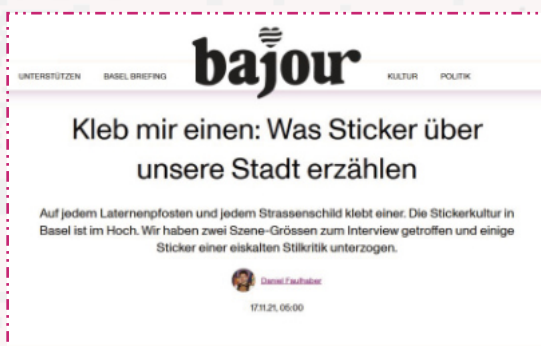 bajour
UNTERSTÜTZEN BASEL BRIEFING KULTUR POLITIK
Kleb mir einen: Was Sticker über
unsere Stadt erzählen
Auf jedem Laternenpfosten und jedem Strassenschild klebt einer. Die Stickerkultur in
Basel ist im Hoch. Wir haben zwei Szene-Grössen zum Interview getroffen und einige
Sticker einer eiskalten Stilkritik unterzogen.
Daniel Faulhaber
17.11.21, 05:00